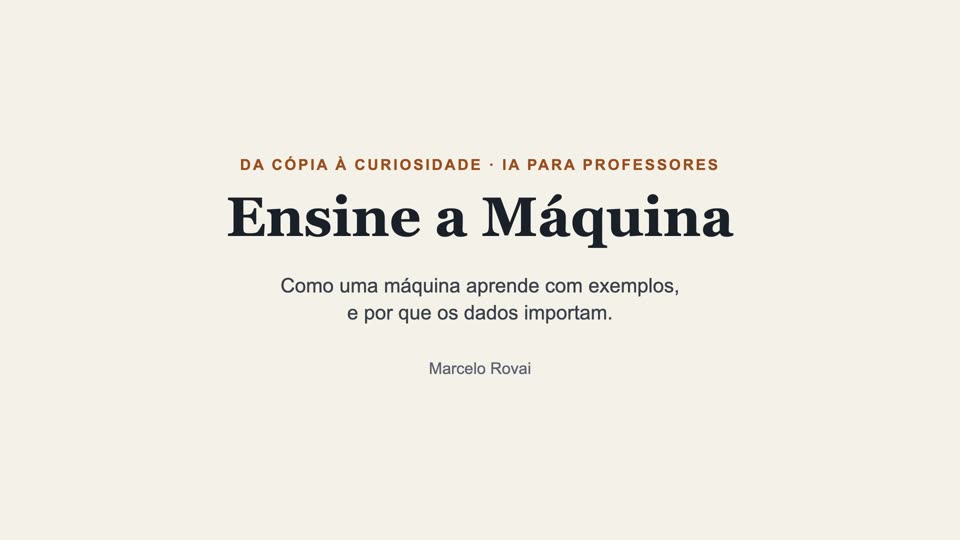 DA CÓPIA À CURIOSIDADE · IA PARA PROFESSORES
Ensine a Máquina
Como uma máquina aprende com exemplos,
e por que os dados importam.
Marcelo Rovai